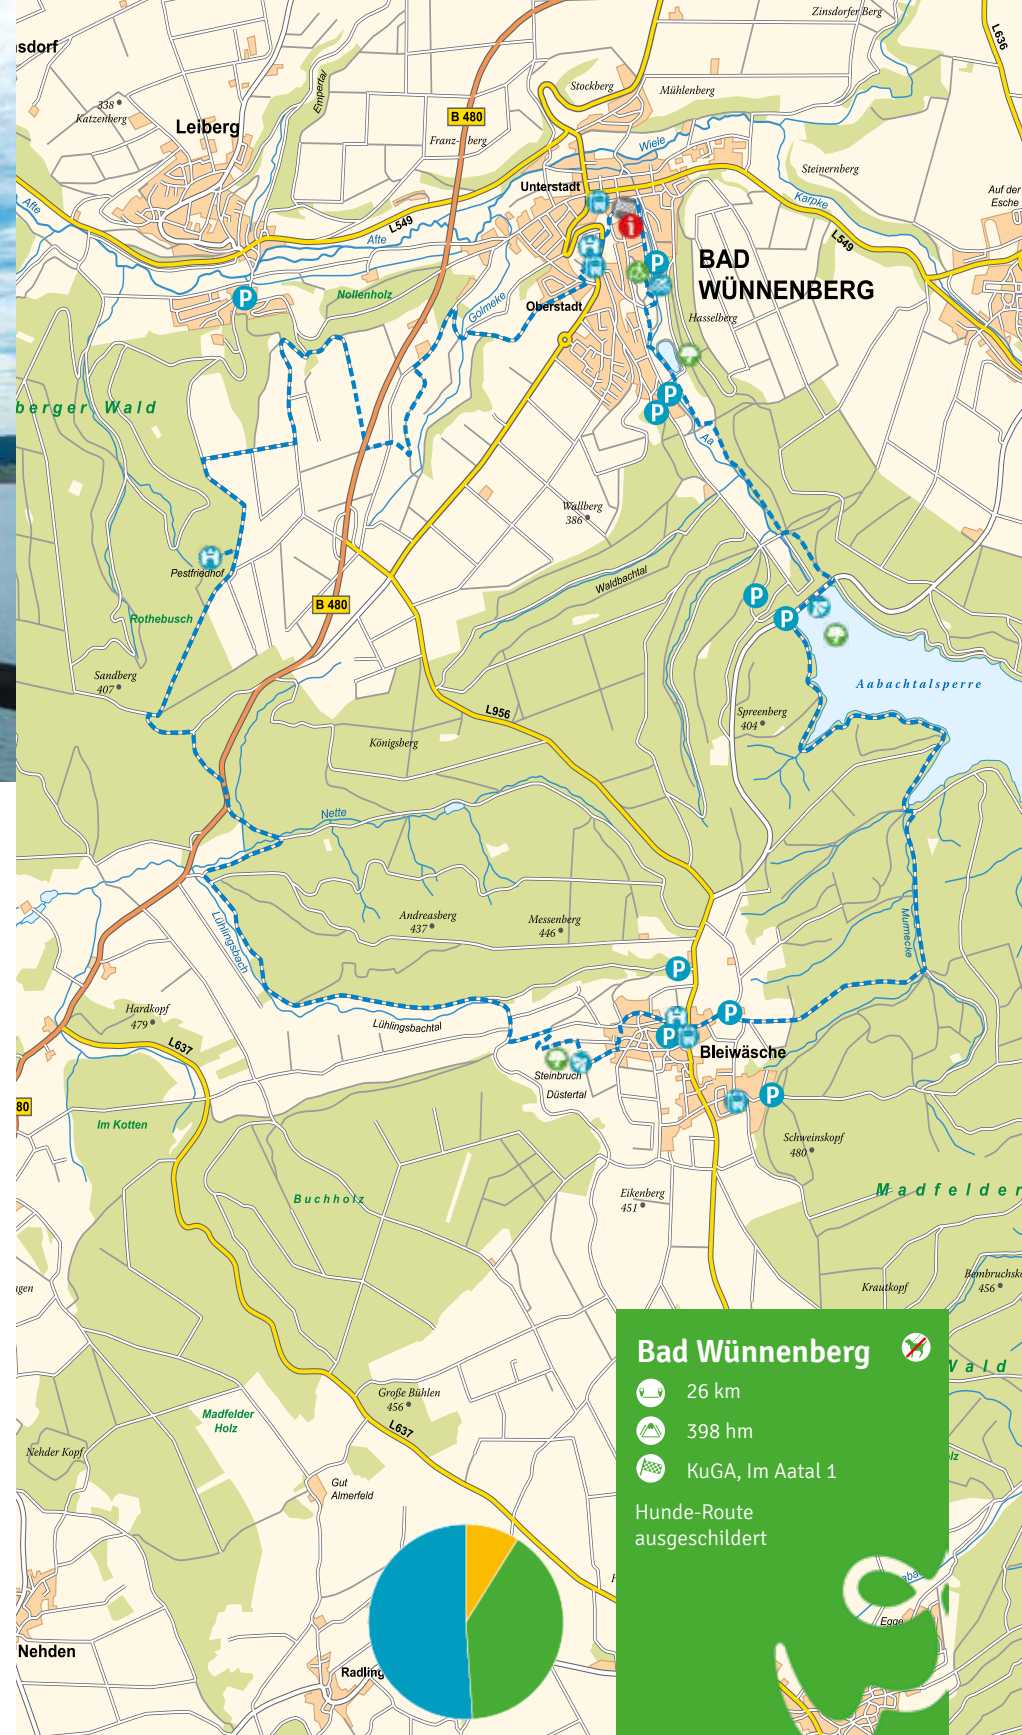 Zinsdorfer Berg
L636
sdorf
Stockberg
Mühlenberg
Empertal
338
Katzenberg
Leiberg
B 480
Franz-
berg
Wiele
Steinernberg
Unterstadt
Auf der
Esche
Afte
Karpke
L549
Afte
L549
BAD
WÜNNENBERG
P
P
Nollenholz
Golmeke
Oberstadt
Hasselberg
P
P
berger Wald
Aa
Wallberg
386
Pestfriedhof
Waldbachtal
P
B 480
P
Rothebusch
Sandberg
407
Aabachtalsperre
L956
Spreenberg
404
Königsberg
Nette
Andreasberg
437
Messenberg
446
Murmecke
Lühlingsbach
P
Hardkopf
479
Lühlingsbachtal
P
P
L637
Bleiwäsche
Steinbruch
Düstertal
P
80
Im Kotten
Schweinskopf
480
Buchholz
Eikenberg
451
Madfelder
Bembruchsko
456
Krautkopf
gen
Bad Wünnenberg
Wald
26 km
Große Bühlen
456
398 hm
Madfelder
Holz
L637
Nehder Kopf
lz
KuGA, Im Aatal 1
Gut
Almerfeld
Hunde-Route
ausgeschildert
Egge
Nehden
Radling